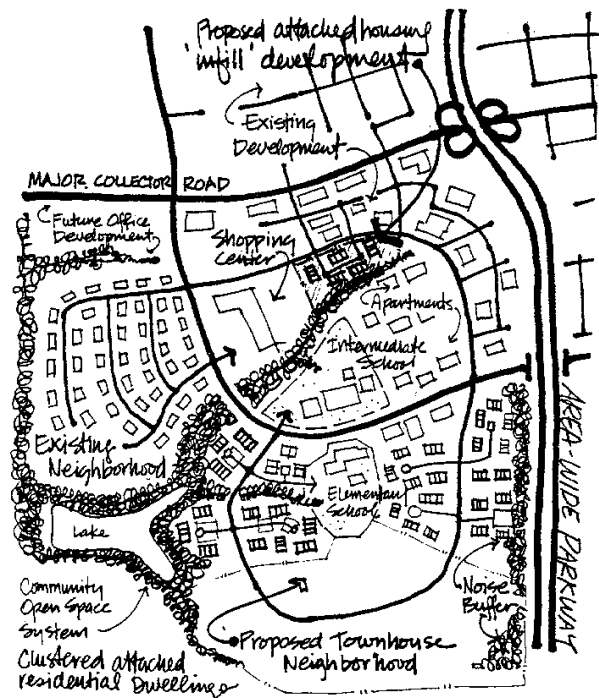 Proposed attached housing
'infill' development
Existing
Development
MAJOR COLLECTOR ROAD
Future Office
Development
Shopping
Center
Apartments
Intermediate
School
Existing
Neighborhood
Elementary
School
Lake
Community
Open Space
System
Noise
Buffer
Clustered attached
residential Dwellings
Proposed Townhouse
Neighborhood
AREA-WIDE PARKWAY